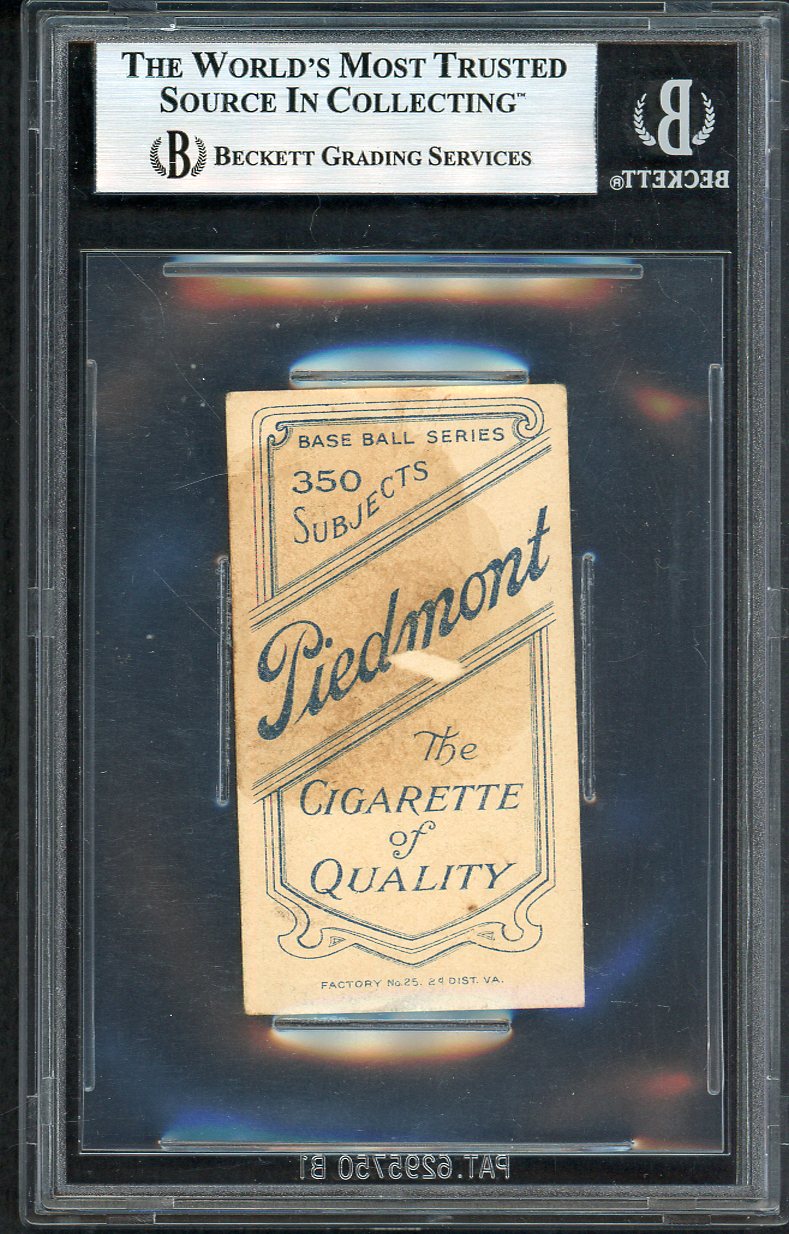 THE WORLD'S MOST TRUSTED
SOURCE IN COLLECTING™
B BECKETT GRADING SERVICES
B
BECKETT®
BASE BALL SERIES
350
SUBJECTS
Piedmont
The
CIGARETTE
of
QUALITY
FACTORY No.25. 2d DIST. VA.
PAT.6295750 B1